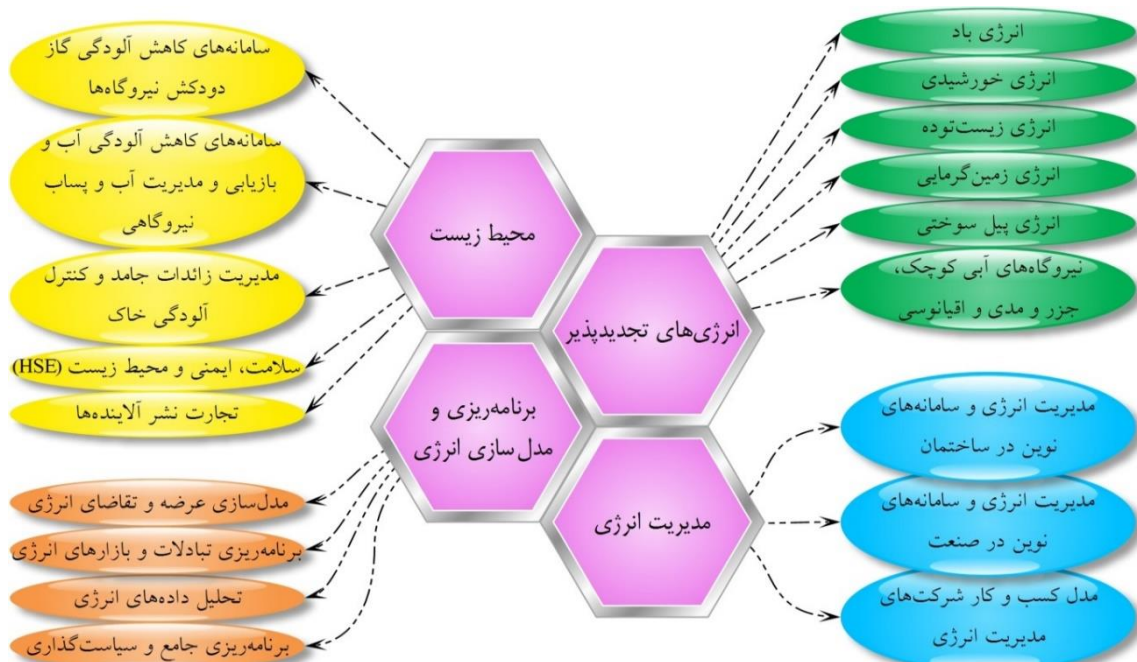 انرژی باد
انرژی خورشیدی
انرژی زیست‌توده
انرژی زمین‌گرمایی
انرژی پیل سوختی
نیروگاه‌های آبی کوچک،
جزر و مدی و اقیانوسی
انرژی‌های تجدیدپذیر
محیط زیست
سامانه‌های کاهش آلودگی گاز
دودکش نیروگاه‌ها
سامانه‌های کاهش آلودگی آب و
بازیابی و مدیریت آب و پساب
نیروگاهی
مدیریت زائدات جامد و کنترل
آلودگی خاک
سلامت، ایمنی و محیط زیست (HSE)
تجارت نشر آلاینده‌ها
مدیریت انرژی
مدیریت انرژی و سامانه‌های
نوین در ساختمان
مدیریت انرژی و سامانه‌های
نوین در صنعت
مدل کسب و کار شرکت‌های
مدیریت انرژی
برنامه‌ریزی و
مدل‌سازی انرژی
مدل‌سازی عرضه و تقاضای انرژی
برنامه‌ریزی تبادلات و بازارهای انرژی
تحلیل داده‌های انرژی
برنامه‌ریزی جامع و سیاست‌گذاری